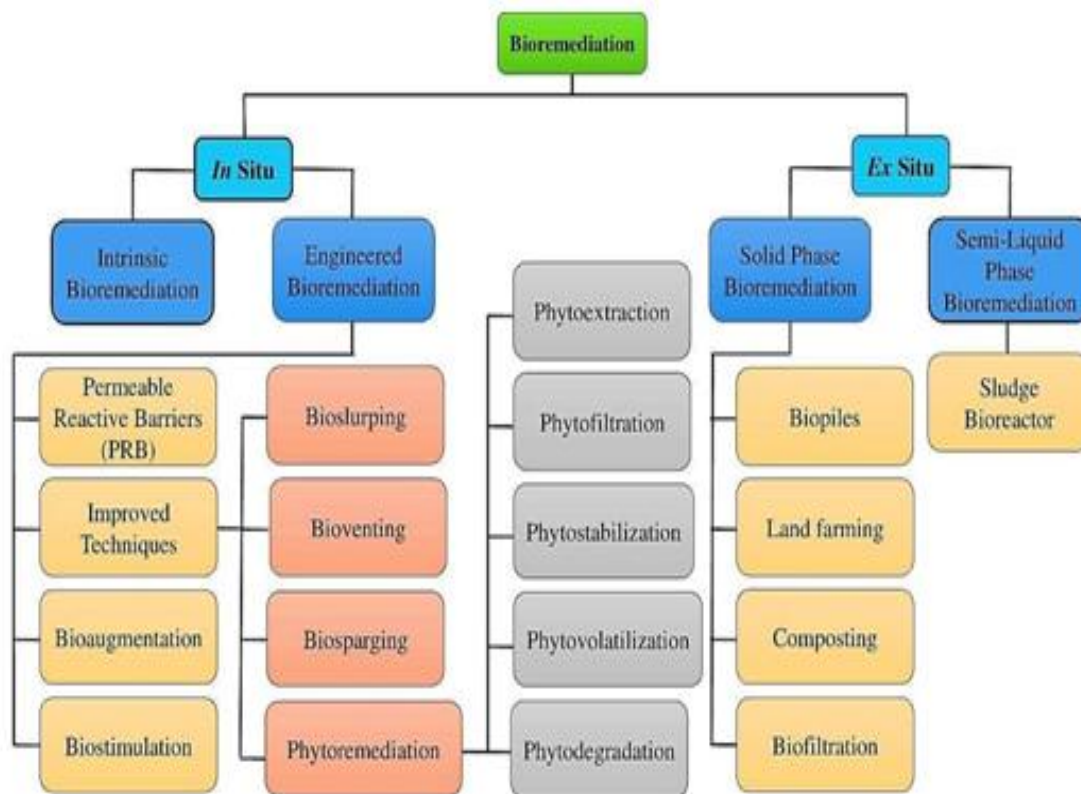 Bioremediation
In Situ
Ex Situ
Intrinsic
Bioremediation
Engineered
Bioremediation
Solid Phase
Bioremediation
Semi-Liquid
Phase
Bioremediation
Permeable
Reactive Barriers
(PRB)
Improved
Techniques
Bioaugmentation
Biostimulation
Bioslurping
Bioventing
Biosparging
Phytoremediation
Phytoextraction
Phytofiltration
Phytostabilization
Phytovolatilization
Phytodegradation
Biopiles
Land farming
Composting
Biofiltration
Sludge
Bioreactor